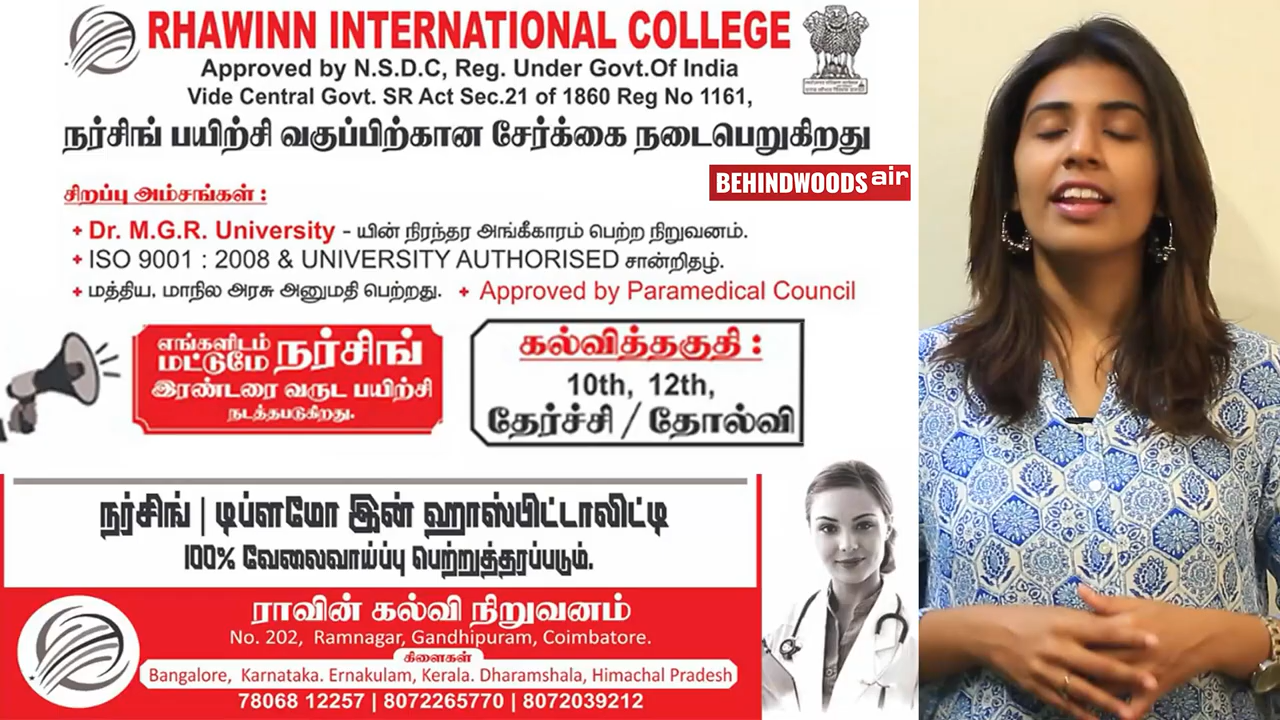 RHAWINN INTERNATIONAL COLLEGE
Approved by N.S.D.C, Reg. Under Govt.Of India
Vide Central Govt. SR Act Sec.21 of 1860 Reg No 1161,
நர்சிங் பயிற்சி வகுப்பிற்கான சேர்க்கை நடைபெறுகிறது
BEHINDWOODS air
சிறப்பு அம்சங்கள் :
+ Dr. M.G.R. University - யின் நிரந்தர அங்கீகாரம் பெற்ற நிறுவனம்.
+ ISO 9001 : 2008 & UNIVERSITY AUTHORISED சான்றிதழ்.
+ மத்திய, மாநில அரசு அனுமதி பெற்றது. + Approved by Paramedical Council
எங்களிடம்
மட்டுமே நர்சிங்
இரண்டரை வருட பயிற்சி
நடத்தபடுகிறது.
கல்வித்தகுதி :
10th, 12th,
தேர்ச்சி / தோல்வி
நர்சிங் | டிப்ளமோ இன் ஹாஸ்பிட்டாலிட்டி
100% வேலைவாய்ப்பு பெற்றுத்தரப்படும்.
ராவின் கல்வி நிறுவனம்
No. 202, Ramnagar, Gandhipuram, Coimbatore.
கிளைகள்
Bangalore, Karnataka. Ernakulam, Kerala. Dharamshala, Himachal Pradesh
78068 12257 | 8072265770 | 8072039212